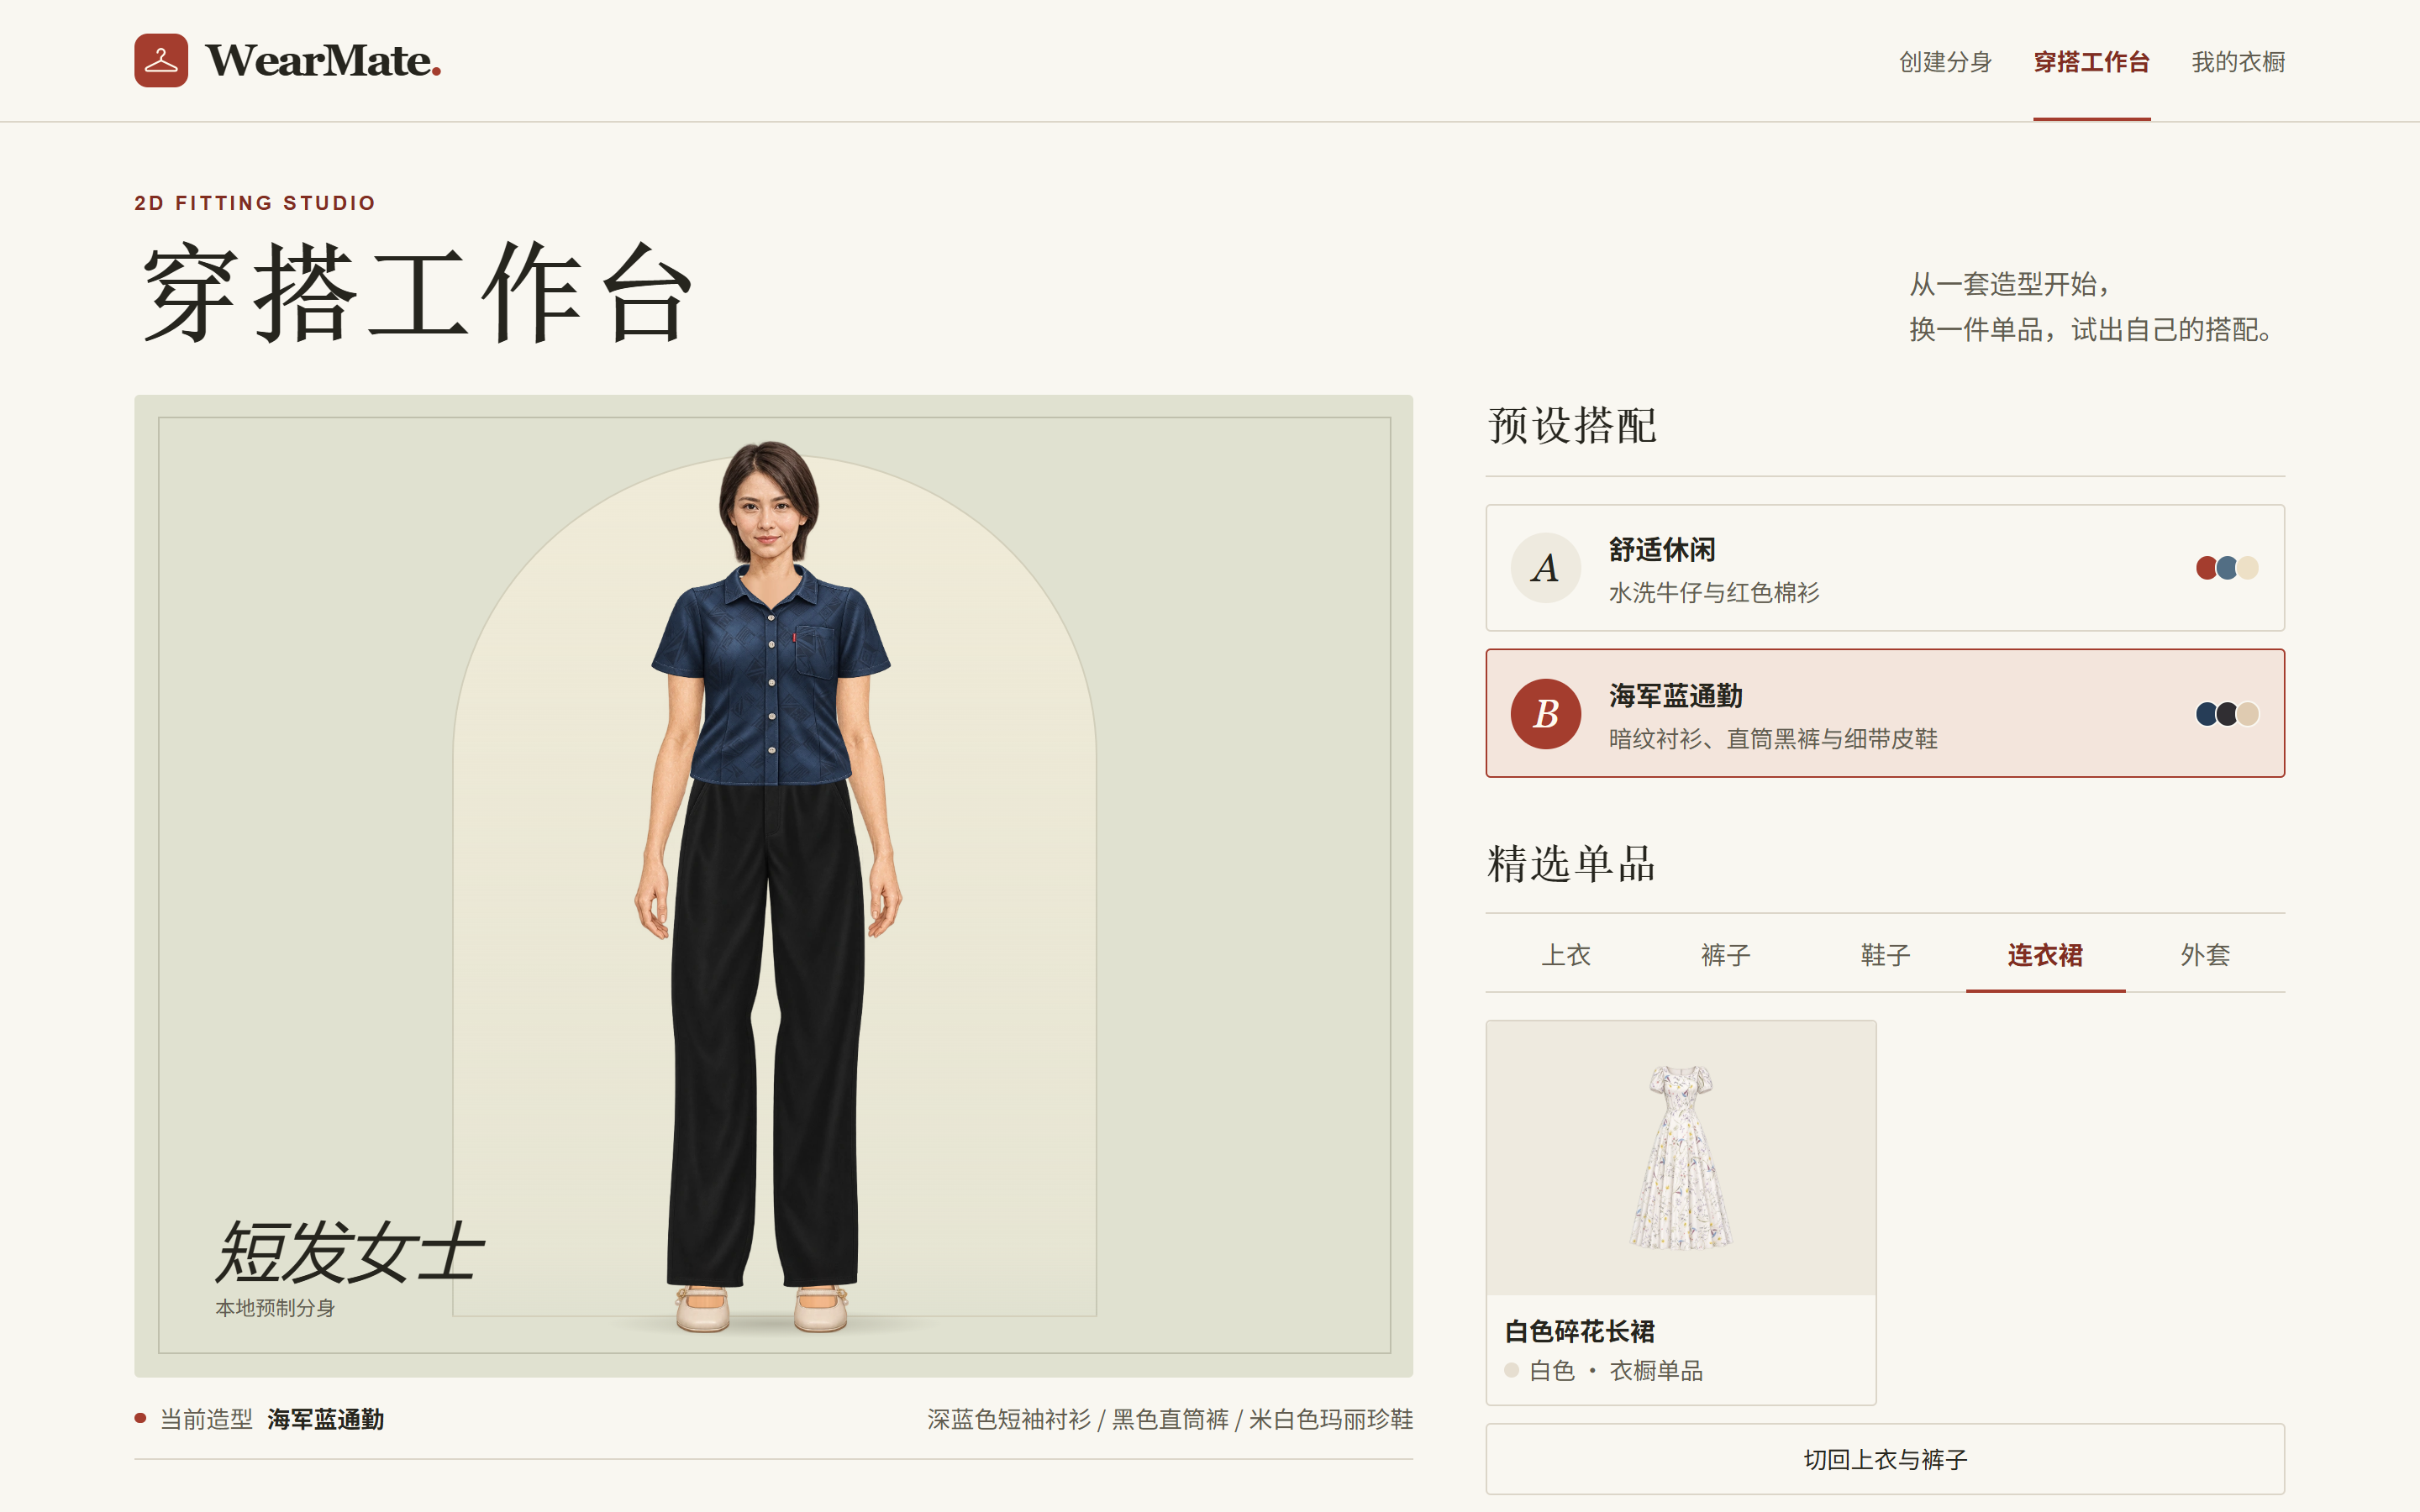 WearMate.
创建分身 穿搭工作台 我的衣橱
2D FITTING STUDIO
穿搭工作台
从一套造型开始，
换一件单品，试出自己的搭配。
短发女士
本地预制分身
当前造型 海军蓝通勤
深蓝色短袖衬衫 / 黑色直筒裤 / 米白色玛丽珍鞋
预设搭配
A
舒适休闲
水洗牛仔与红色棉衫
B
海军蓝通勤
暗纹衬衫、直筒黑裤与细带皮鞋
精选单品
上衣 裤子 鞋子 连衣裙 外套
白色碎花长裙
白色 · 衣橱单品
切回上衣与裤子